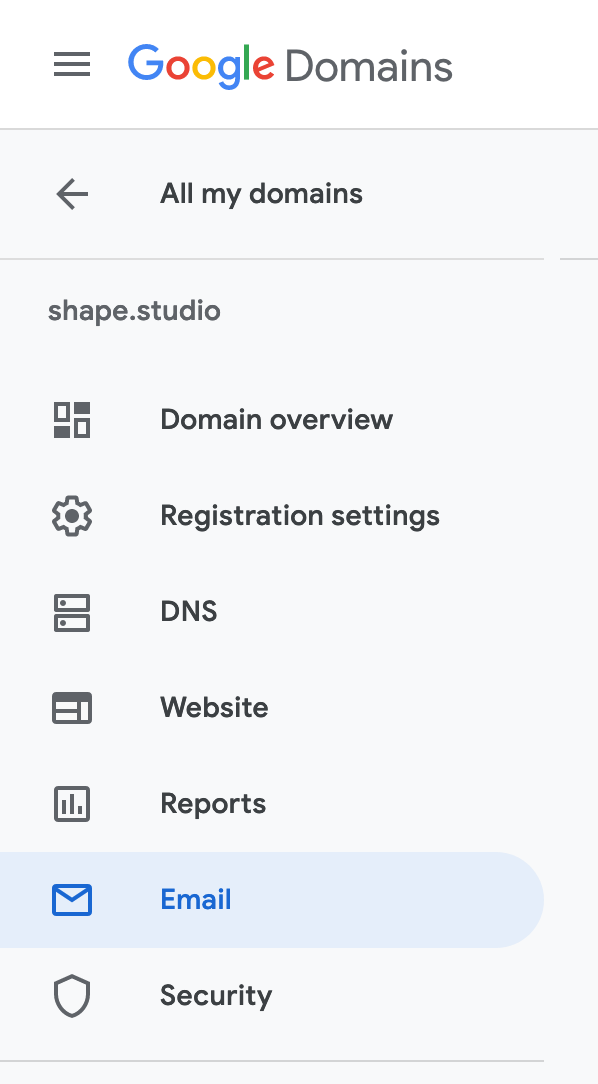 Google Domains
All my domains
shape.studio
Domain overview
Registration settings
DNS
Website
Reports
Email
Security